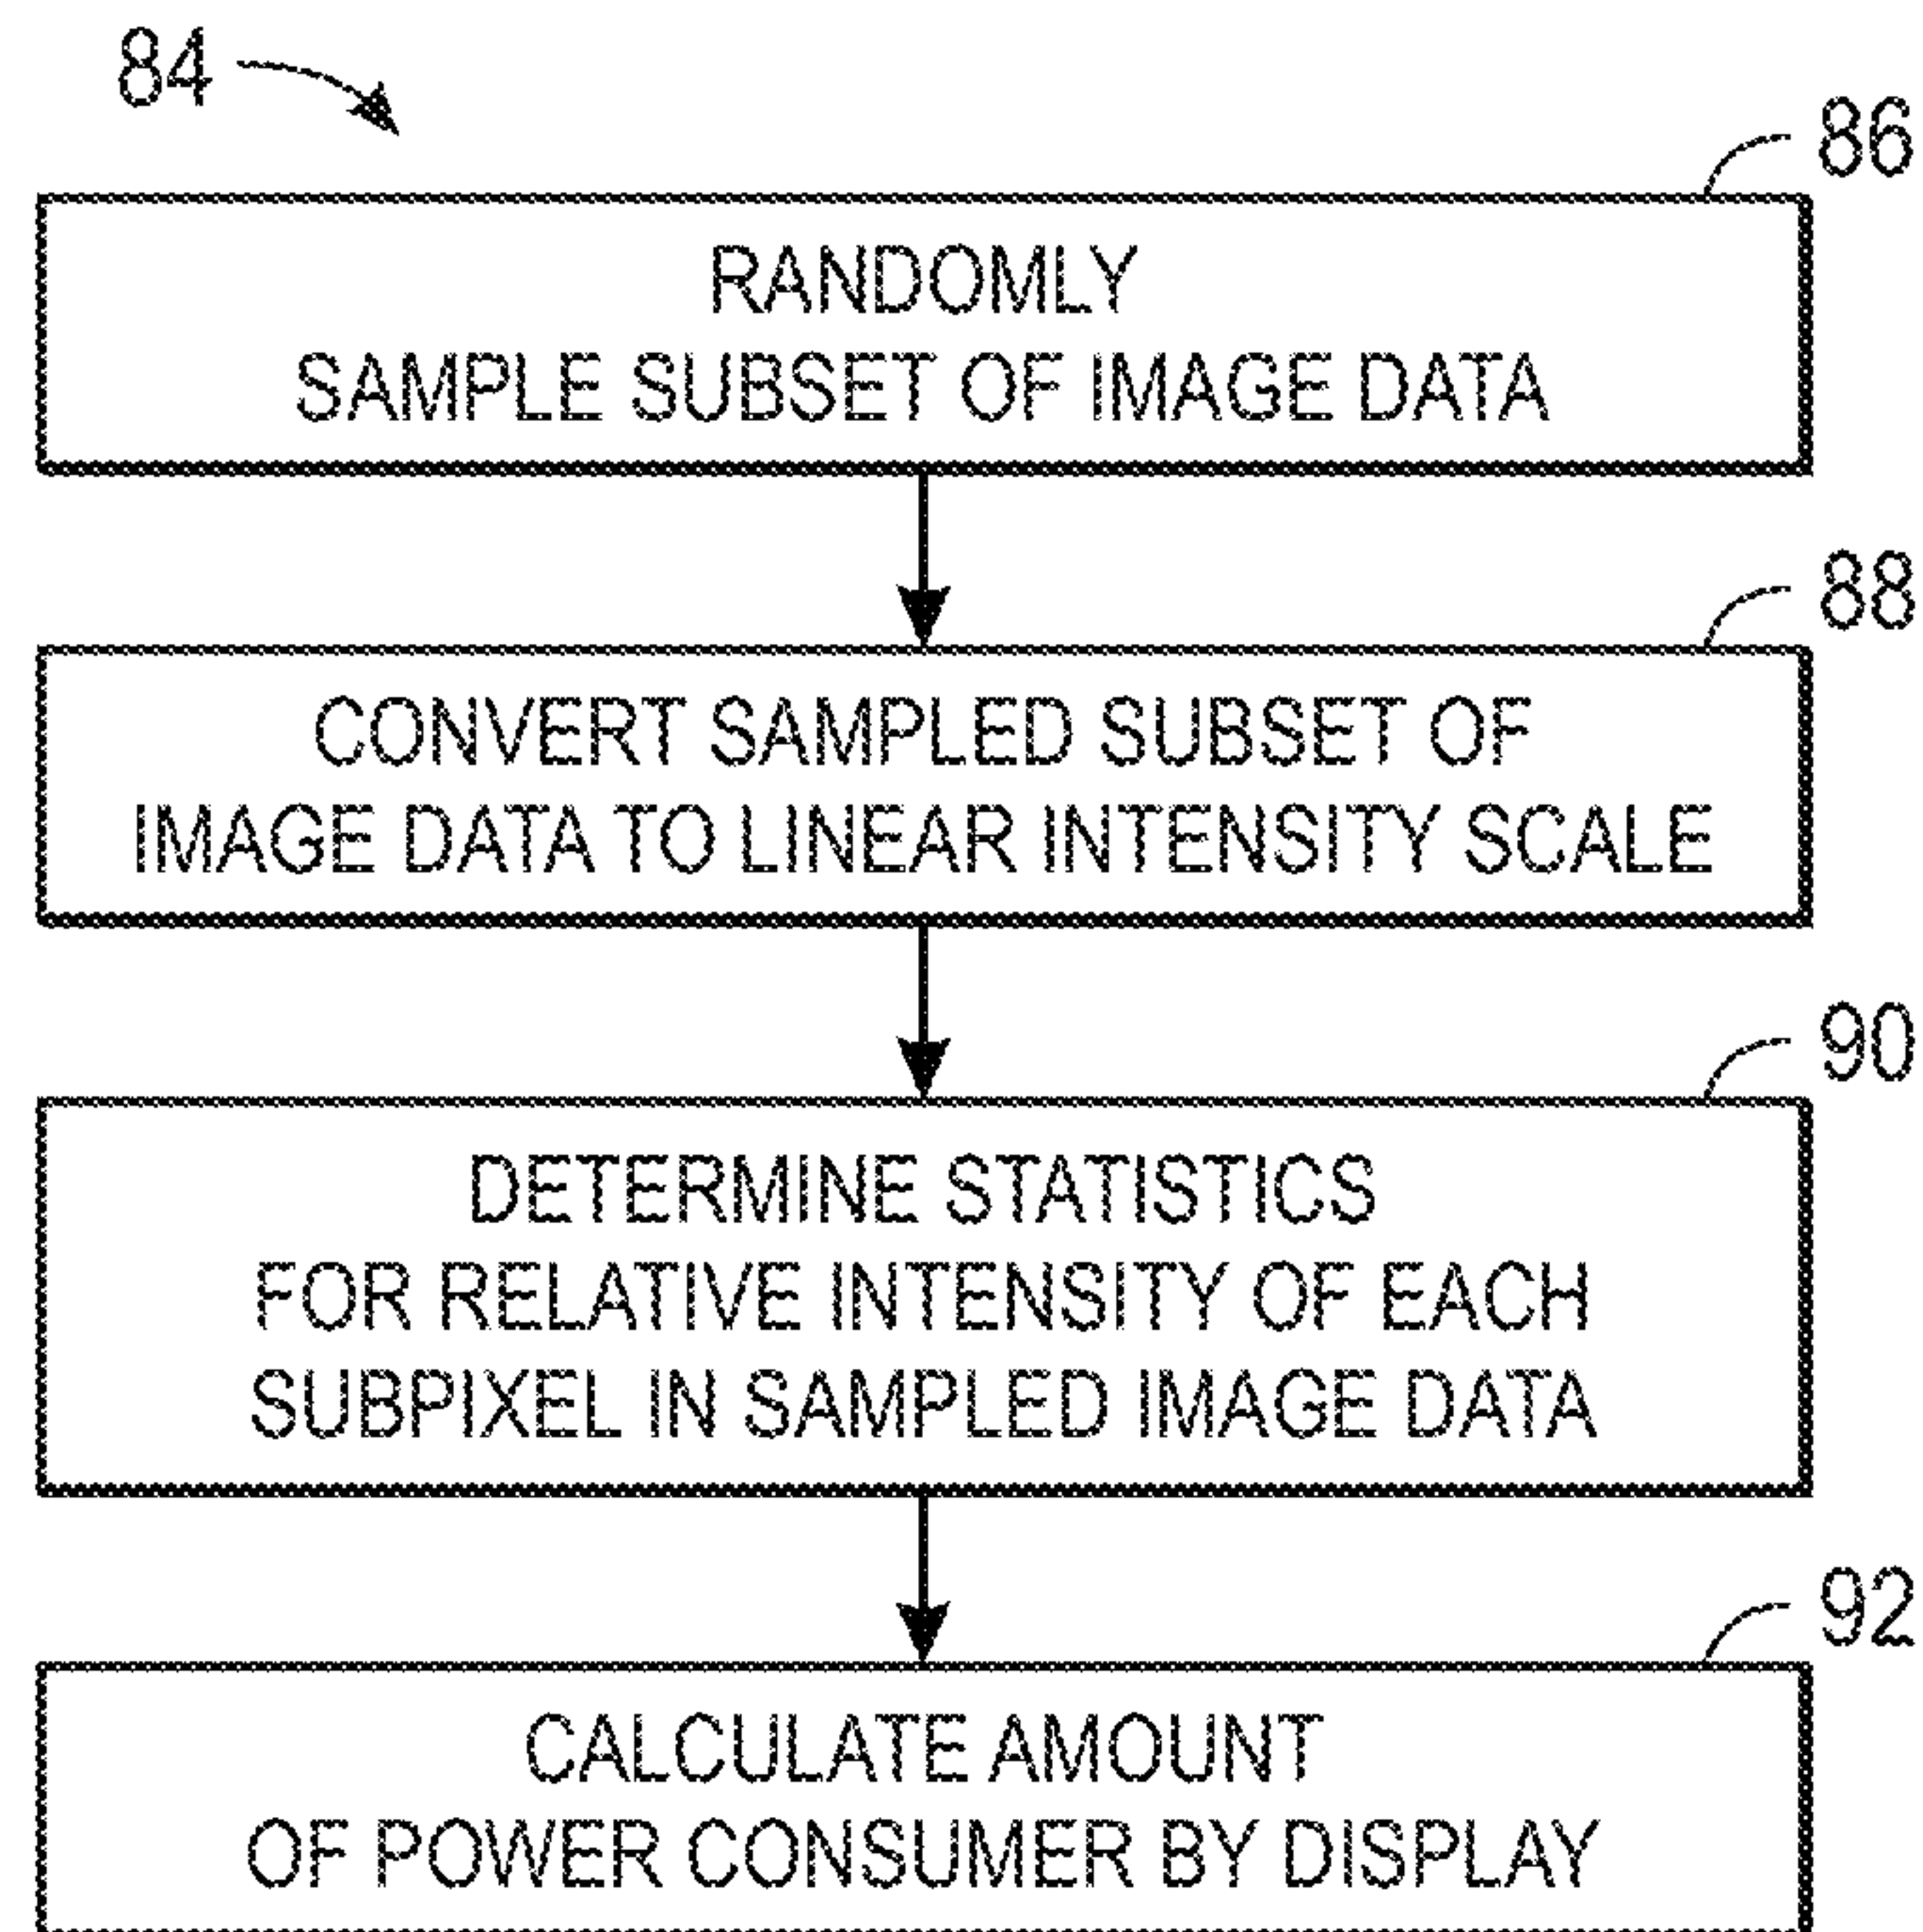 84
86
RANDOMLY
SAMPLE SUBSET OF IMAGE DATA
88
CONVERT SAMPLED SUBSET OF
IMAGE DATA TO LINEAR INTENSITY SCALE
90
DETERMINE STATISTICS
FOR RELATIVE INTENSITY OF EACH
SUBPIXEL IN SAMPLED IMAGE DATA
92
CALCULATE AMOUNT
OF POWER CONSUMER BY DISPLAY